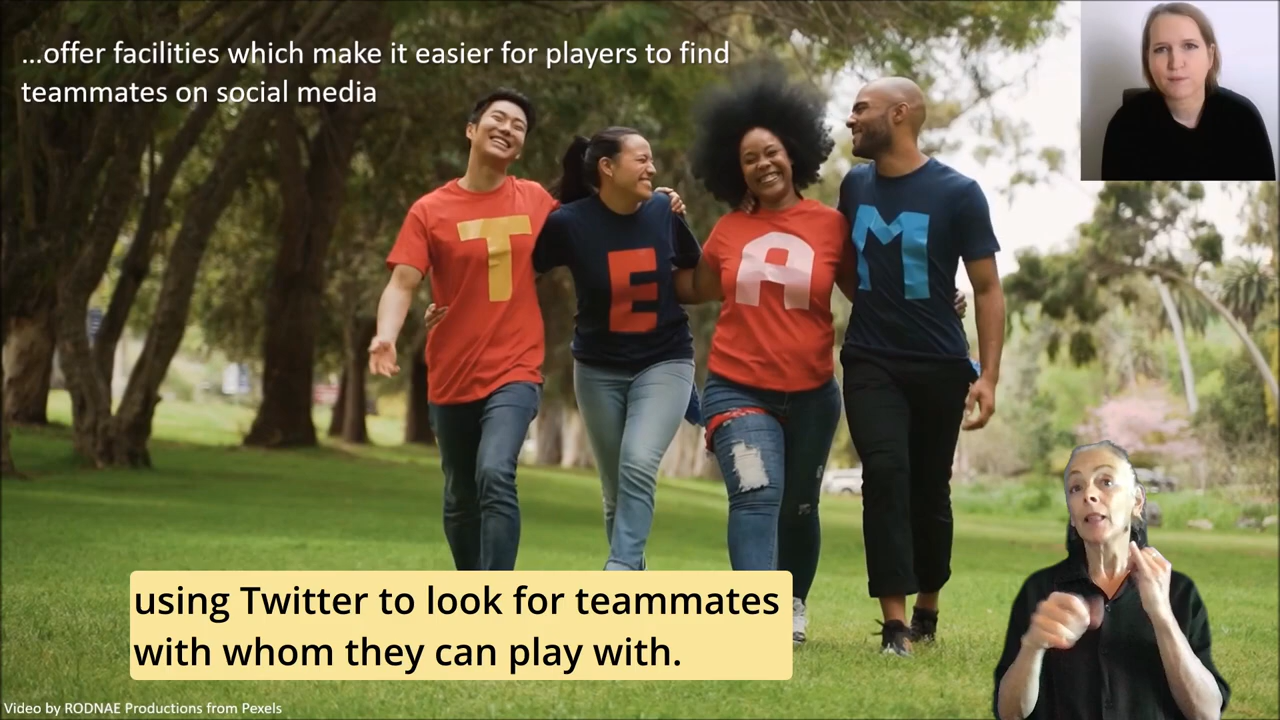 ...offer facilities which make it easier for players to find
teammates on social media
T E A M
using Twitter to look for teammates
with whom they can play with.
Video by RODNAE Productions from Pexels